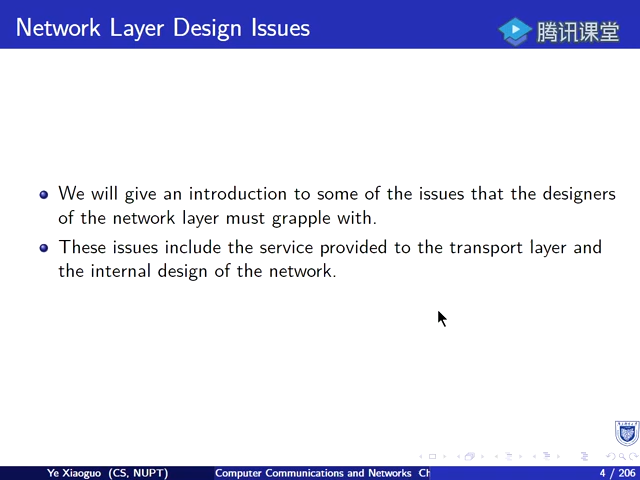 Network Layer Design Issues
腾讯课堂
We will give an introduction to some of the issues that the designers
of the network layer must grapple with.
These issues include the service provided to the transport layer and
the internal design of the network.
Ye Xiaoguo (CS, NUPT) Computer Communications and Networks Ch 4 / 206